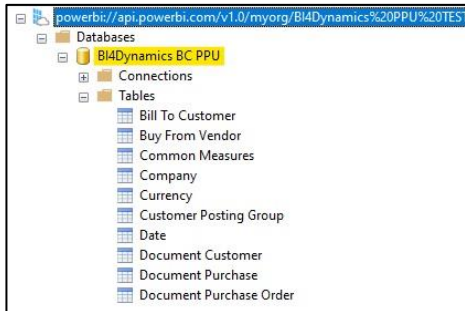 powerbi://api.powerbi.com/v1.0/myorg/BI4Dynamics%20PPU%20TEST
Databases
BI4Dynamics BC PPU
Connections
Tables
Bill To Customer
Buy From Vendor
Common Measures
Company
Currency
Customer Posting Group
Date
Document Customer
Document Purchase
Document Purchase Order